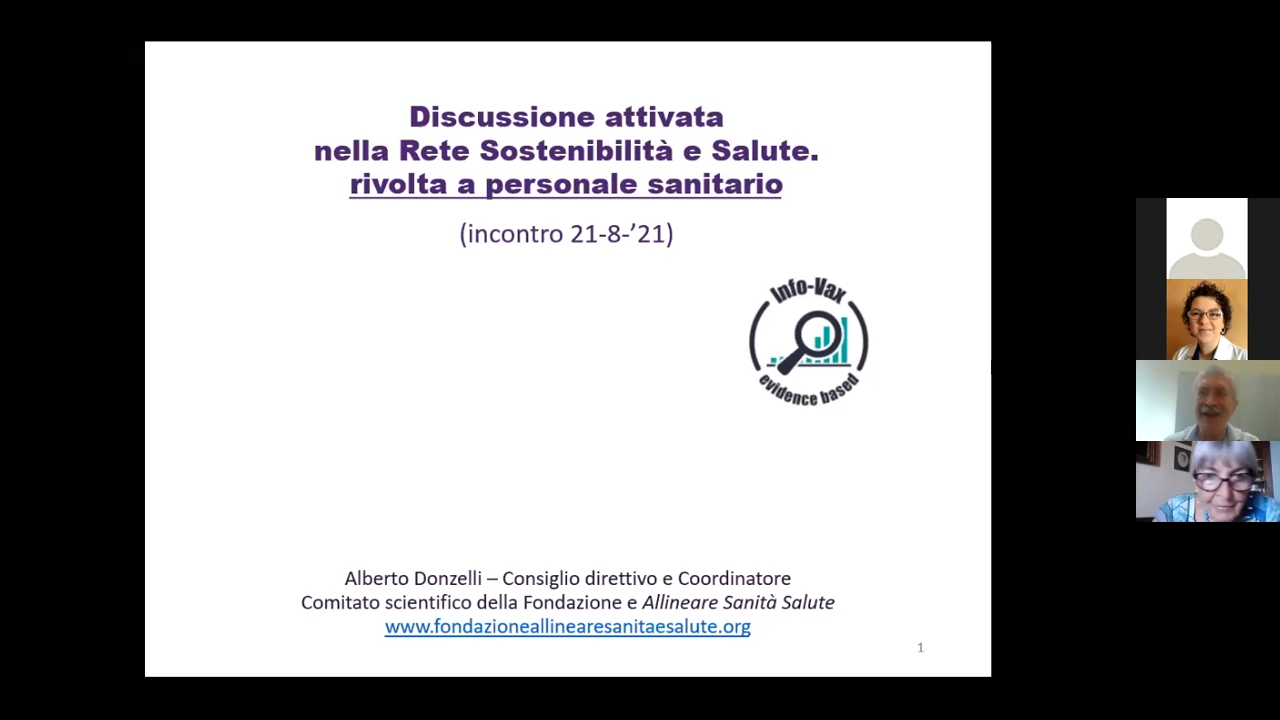 Discussione attivata
nella Rete Sostenibilità e Salute.
rivolta a personale sanitario
(incontro 21-8-’21)
Info-Vax
evidence based
Alberto Donzelli – Consiglio direttivo e Coordinatore
Comitato scientifico della Fondazione e Allineare Sanità Salute
www.fondazioneallinearesanitaesalute.org
1